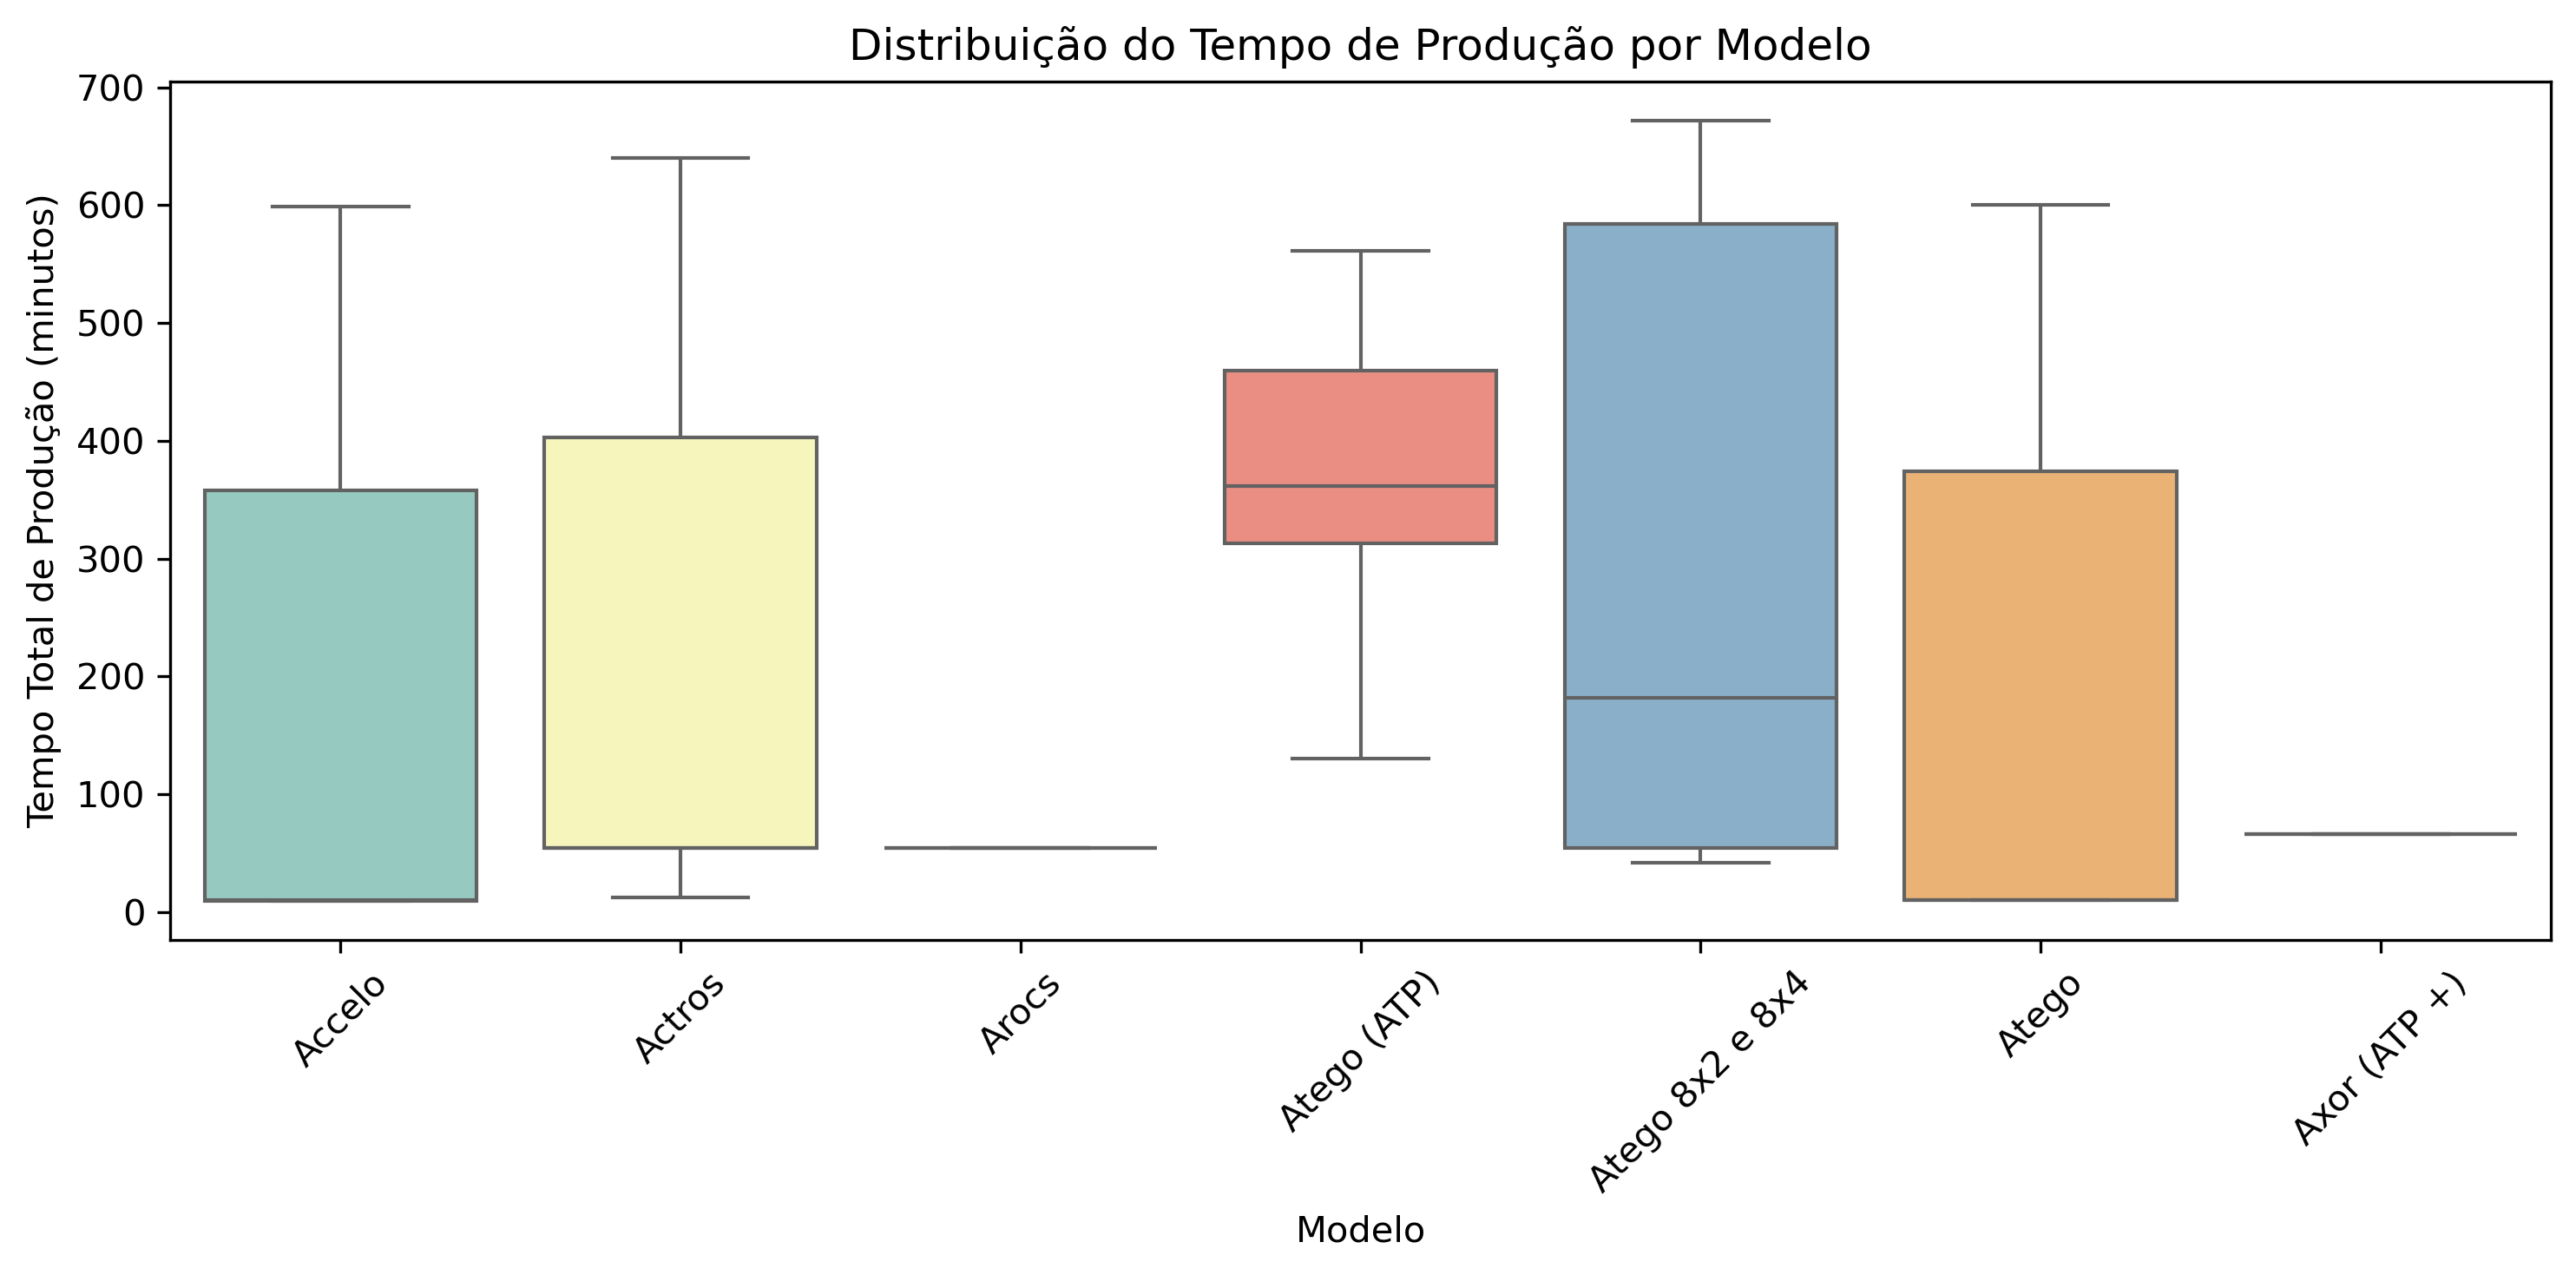 Distribuição do Tempo de Produção por Modelo
Tempo Total de Produção (minutos)
700
600
500
400
300
200
100
0
Accelo
Actros
Arocs
Atego (ATP)
Atego 8x2 e 8x4
Atego
Axor (ATP +)
Modelo